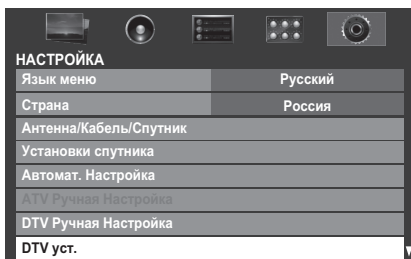 НАСТРОЙКА
Язык меню Русский
Страна Россия
Антенна/Кабель/Спутник
Установки спутника
Автомат. Настройка
ATV Ручная Настройка
DTV Ручная Настройка
DTV уст.